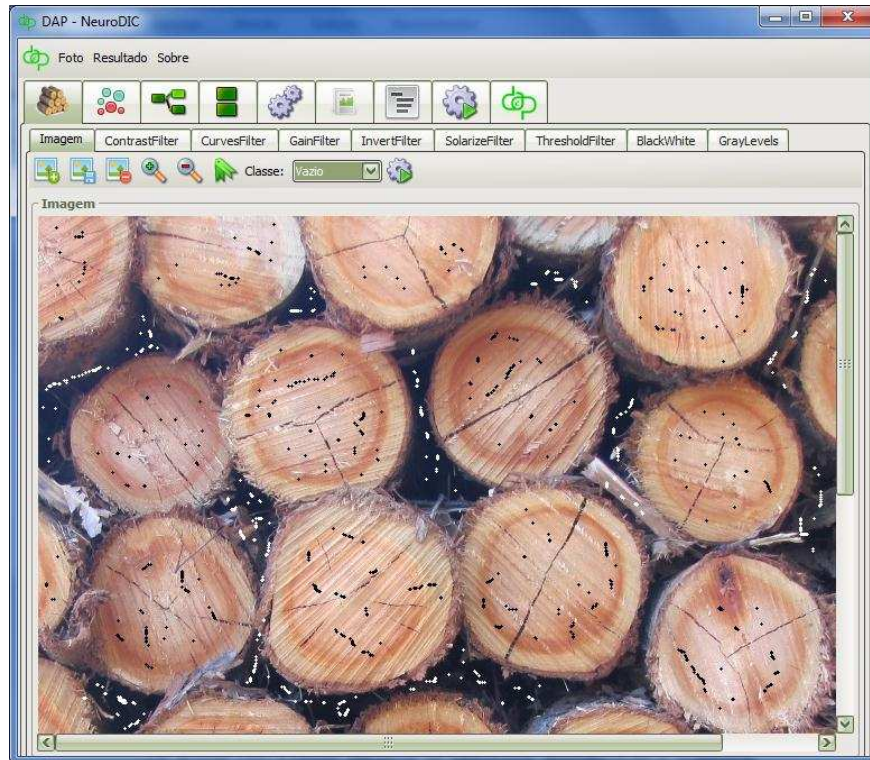 DAP - NeuroDIC
Foto Resultado Sobre
Imagem ContrastFilter CurvesFilter GainFilter InvertFilter SolarizeFilter ThresholdFilter BlackWhite GrayLevels
Classe: Vazio
Imagem